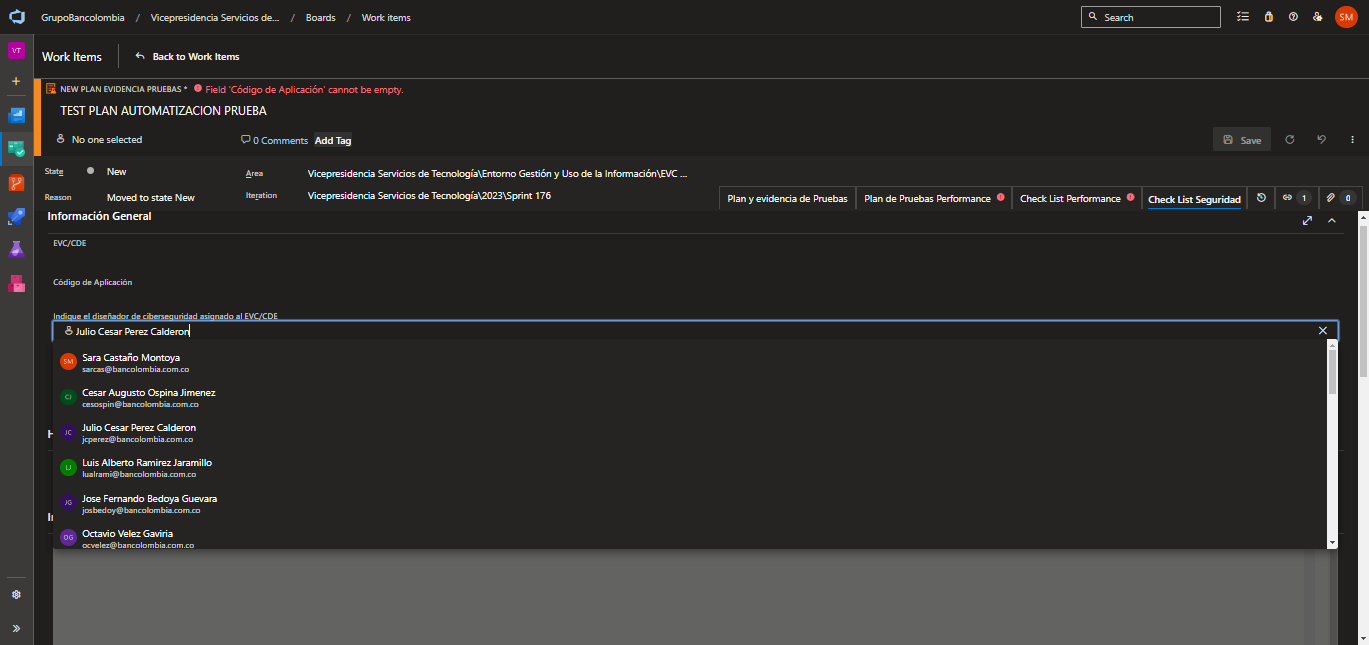 GrupoBancolombia / Vicepresidencia Servicios de... / Boards / Work items
Search
SM
VT
Work Items
Back to Work Items
NEW PLAN EVIDENCIA PRUEBAS * Field 'Código de Aplicación' cannot be empty.
TEST PLAN AUTOMATIZACION PRUEBA
No one selected
0 Comments
Add Tag
Save
State
New
Area
Vicepresidencia Servicios de Tecnología\Entorno Gestión y Uso de la Información\EVC ...
Reason
Moved to state New
Iteration
Vicepresidencia Servicios de Tecnología\2023\Sprint 176
Plan y evidencia de Pruebas
Plan de Pruebas Performance
Check List Performance
Check List Seguridad
1
0
Información General
EVC/CDE
Código de Aplicación
Indique el diseñador de ciberseguridad asignado al EVC/CDE
Julio Cesar Perez Calderon
SM
Sara Castaño Montoya
sarcas@bancolombia.com.co
CJ
Cesar Augusto Ospina Jimenez
cesospin@bancolombia.com.co
JC
Julio Cesar Perez Calderon
jcperez@bancolombia.com.co
LJ
Luis Alberto Ramirez Jaramillo
lualrami@bancolombia.com.co
JG
Jose Fernando Bedoya Guevara
josbedoy@bancolombia.com.co
OG
Octavio Velez Gaviria
ocvelez@bancolombia.com.co